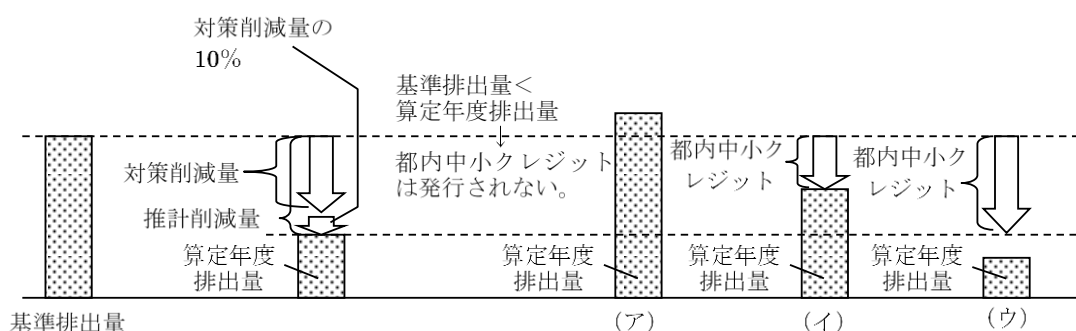 対策削減量の
10%
基準排出量＜
算定年度排出量
↓
都内中小クレジット
は発行されない。
対策削減量
推計削減量
算定年度
排出量
算定年度
排出量
都内中小ク
レジット
算定年度
排出量
都内中小ク
レジット
算定年度
排出量
基準排出量
（ア）
（イ）
（ウ）